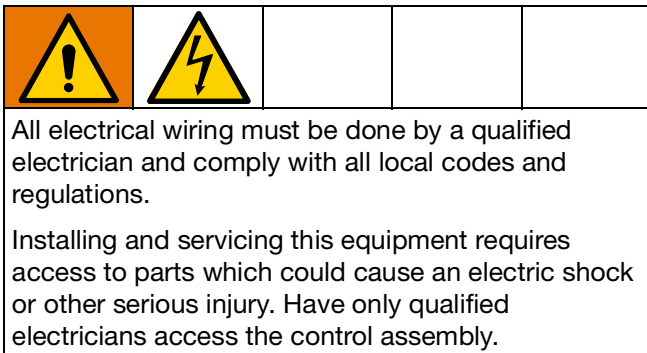 All electrical wiring must be done by a qualified
electrician and comply with all local codes and
regulations.
Installing and servicing this equipment requires
access to parts which could cause an electric shock
or other serious injury. Have only qualified
electricians access the control assembly.